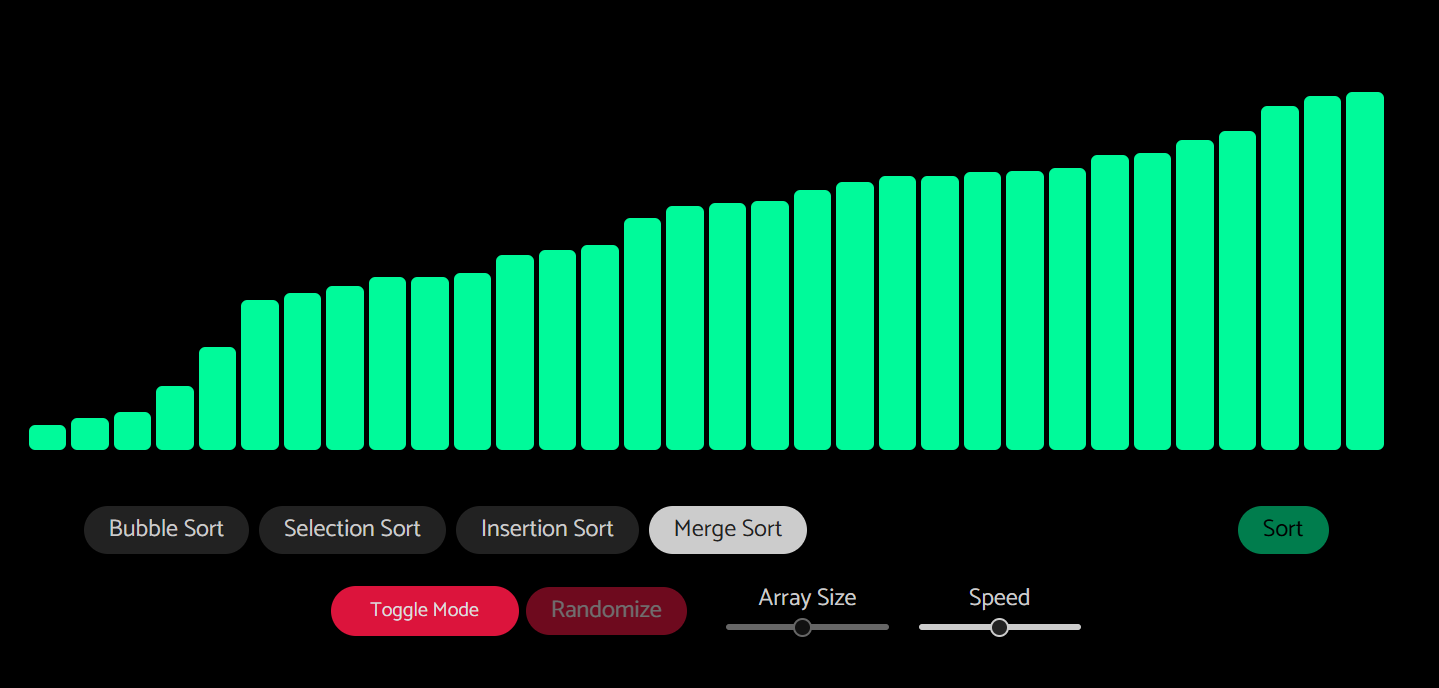 Bubble Sort
Selection Sort
Insertion Sort
Merge Sort
Sort
Toggle Mode
Randomize
Array Size
Speed